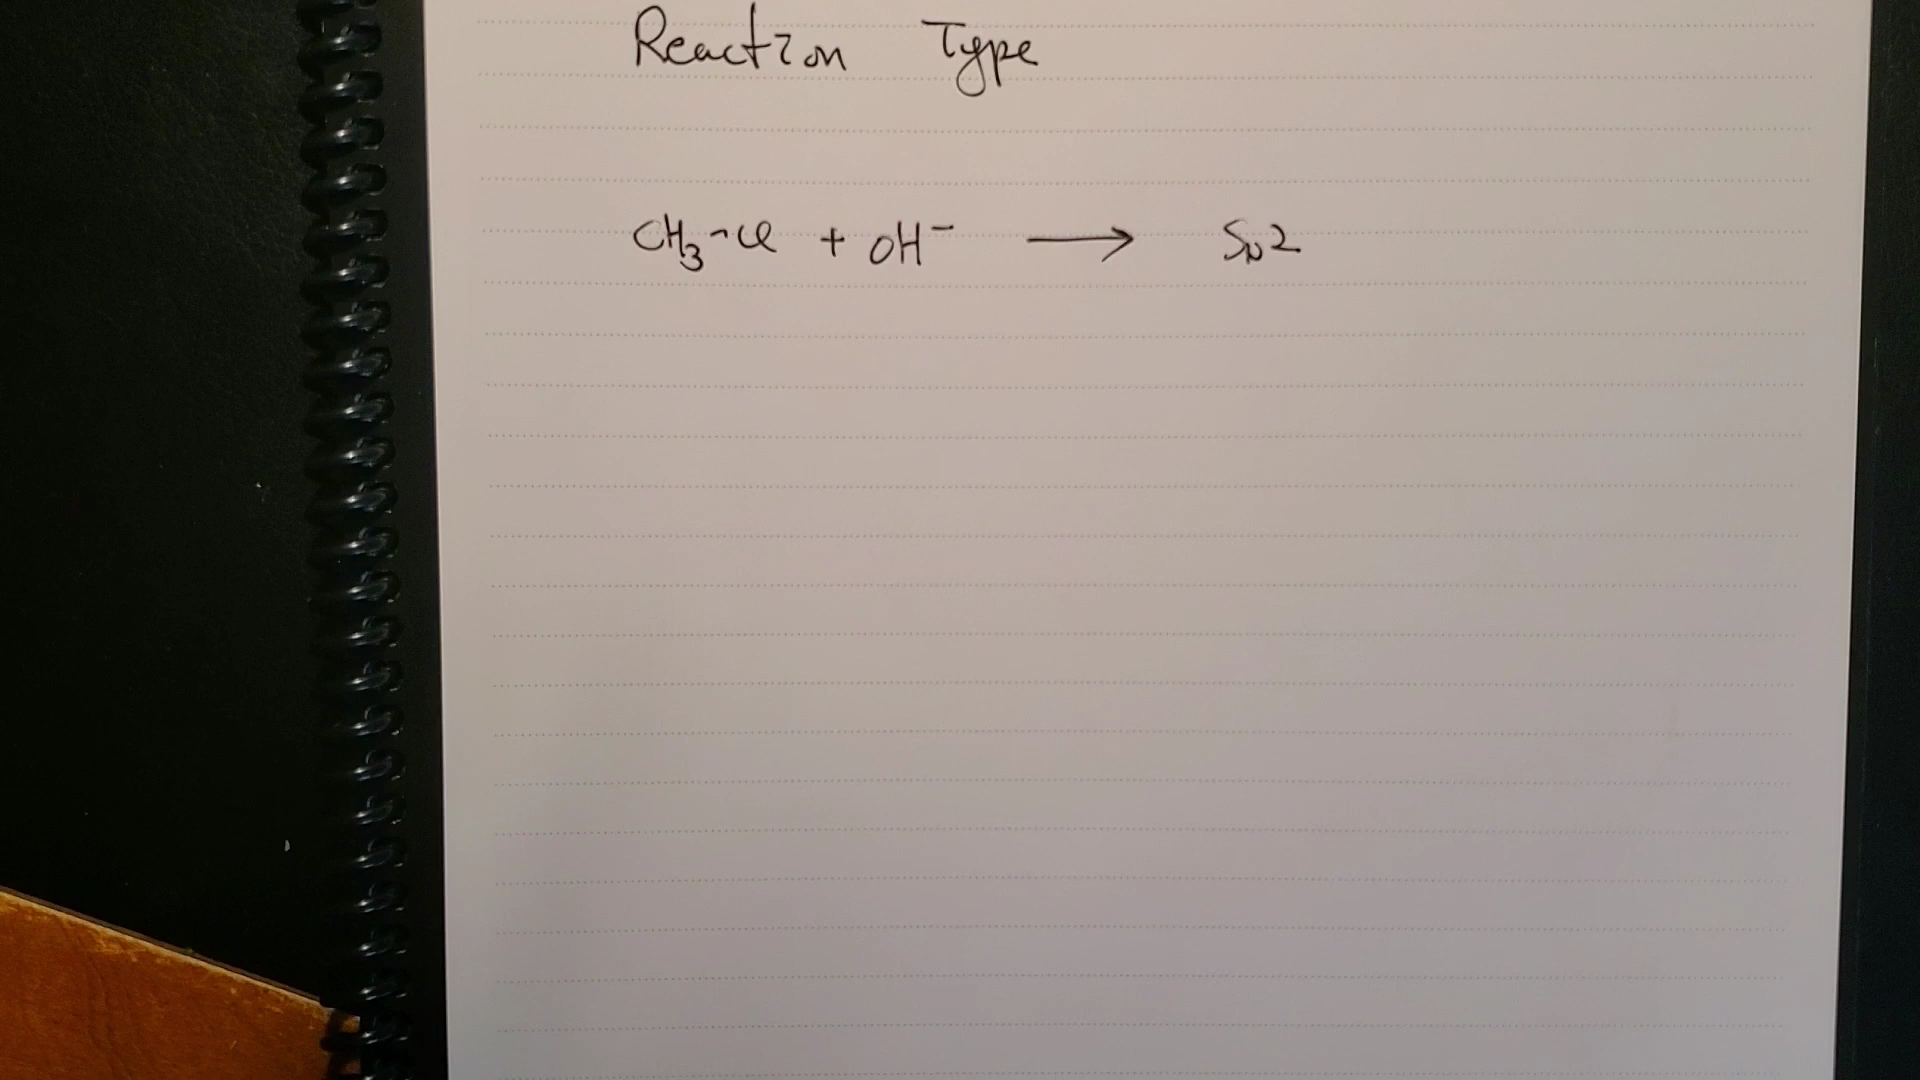 Reaction Type
CH₃-Cl + OH⁻ → SN2